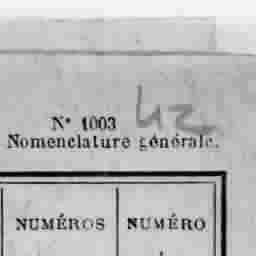 N° 1003
Nomenclature générale.
42
NUMÉROS NUMÉRO